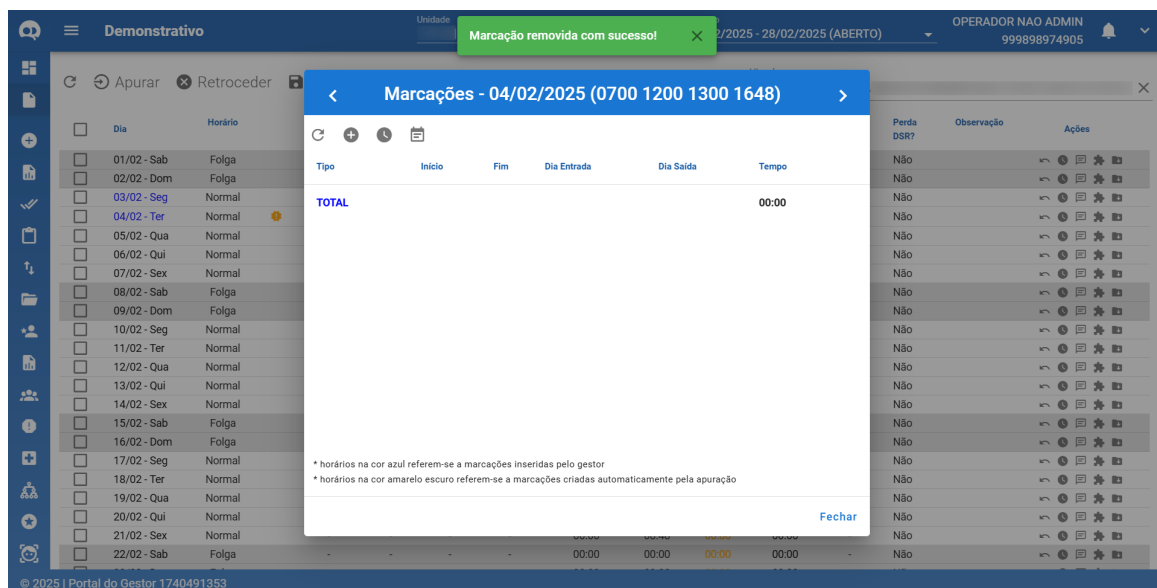 Demonstrativo
Unidade
Marcação removida com sucesso!
2/2025 - 28/02/2025 (ABERTO)
OPERADOR NAO ADMIN
999898974905
Apurar
Retroceder
Marcações - 04/02/2025 (0700 1200 1300 1648)
Dia Horário
Perda DSR? Observação Ações
Tipo Início Fim Dia Entrada Dia Saída Tempo
TOTAL 00:00
01/02 - Sab Folga Não
02/02 - Dom Folga Não
03/02 - Seg Normal Não
04/02 - Ter Normal Não
05/02 - Qua Normal Não
06/02 - Qui Normal Não
07/02 - Sex Normal Não
08/02 - Sab Folga Não
09/02 - Dom Folga Não
10/02 - Seg Normal Não
11/02 - Ter Normal Não
12/02 - Qua Normal Não
13/02 - Qui Normal Não
14/02 - Sex Normal Não
15/02 - Sab Folga Não
16/02 - Dom Folga Não
17/02 - Seg Normal Não
18/02 - Ter Normal Não
19/02 - Qua Normal Não
20/02 - Qui Normal Não
21/02 - Sex Normal Não
22/02 - Sab Folga - - - - 00:00 00:00 00:00 00:00 - Não
* horários na cor azul referem-se a marcações inseridas pelo gestor
* horários na cor amarelo escuro referem-se a marcações criadas automaticamente pela apuração
Fechar
© 2025 | Portal do Gestor 1740491353